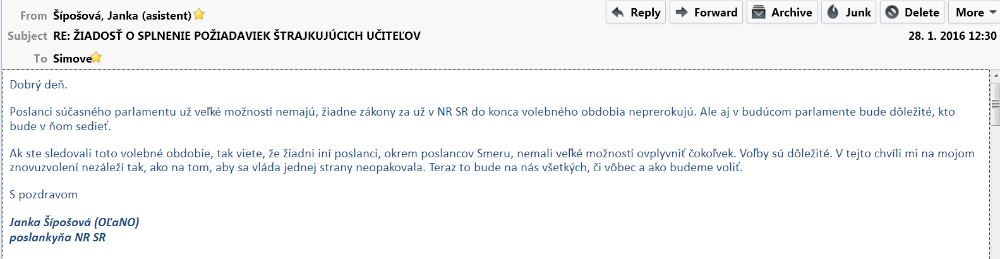 From Šípošová, Janka (asistent)
Reply Forward Archive Junk Delete More
Subject RE: ŽIADOSŤ O SPLNENIE POŽIADAVIEK ŠTRAJKUJÚCICH UČITEĽOV
28. 1. 2016 12:30
To Simove
Dobrý deň.
Poslanci súčasného parlamentu už veľké možnosti nemajú, žiadne zákony za už v NR SR do konca volebného obdobia neprerokujú. Ale aj v budúcom parlamente bude dôležité, kto
bude v ňom sedieť.
Ak ste sledovali toto volebné obdobie, tak viete, že žiadni iní poslanci, okrem poslancov Smeru, nemali veľké možnosti ovplyvniť čokoľvek. Voľby sú dôležité. V tejto chvíli mi na mojom
znovuzvolení nezáleží tak, ako na tom, aby sa vláda jednej strany neopakovala. Teraz to bude na nás všetkých, či vôbec a ako budeme voliť.
S pozdravom
Janka Šípošová (OĽaNO)
poslankyňa NR SR